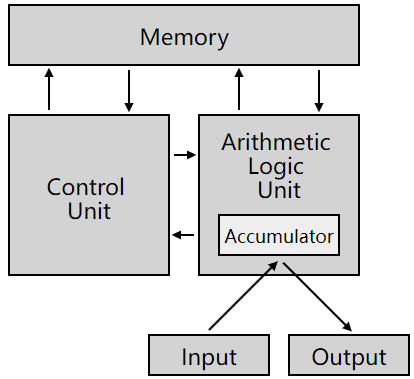 Memory
Control
Unit
Arithmetic
Logic
Unit
Accumulator
Input
Output